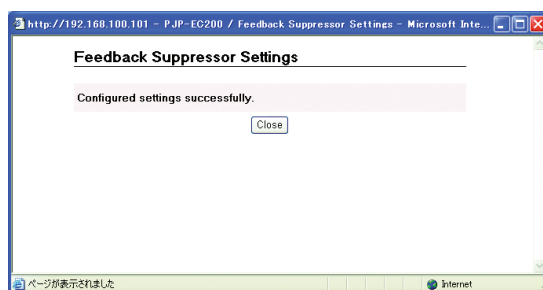 http://192.168.100.101 - PJP-EC200 / Feedback Suppressor Settings - Microsoft Inte...
Feedback Suppressor Settings
Configured settings successfully.
Close
ページが表示されました
Internet